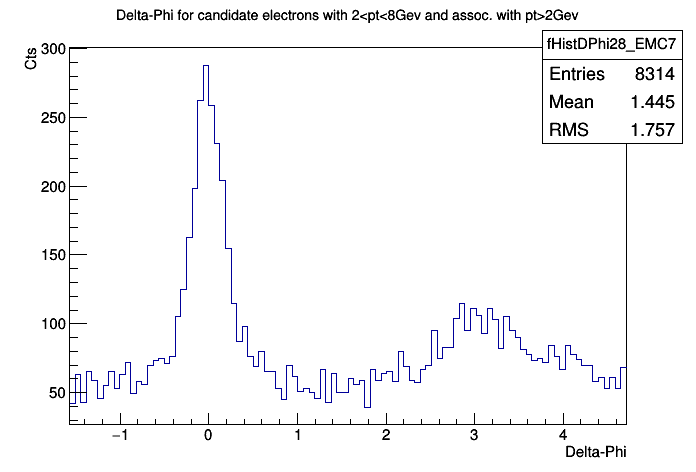 Delta-Phi for candidate electrons with 2<pt<8Gev and assoc. with pt>2Gev
fHistDPhi28_EMC7
Entries 8314
Mean 1.445
RMS 1.757
Cts
300
250
200
150
100
50
−1 0 1 2 3 4
Delta-Phi